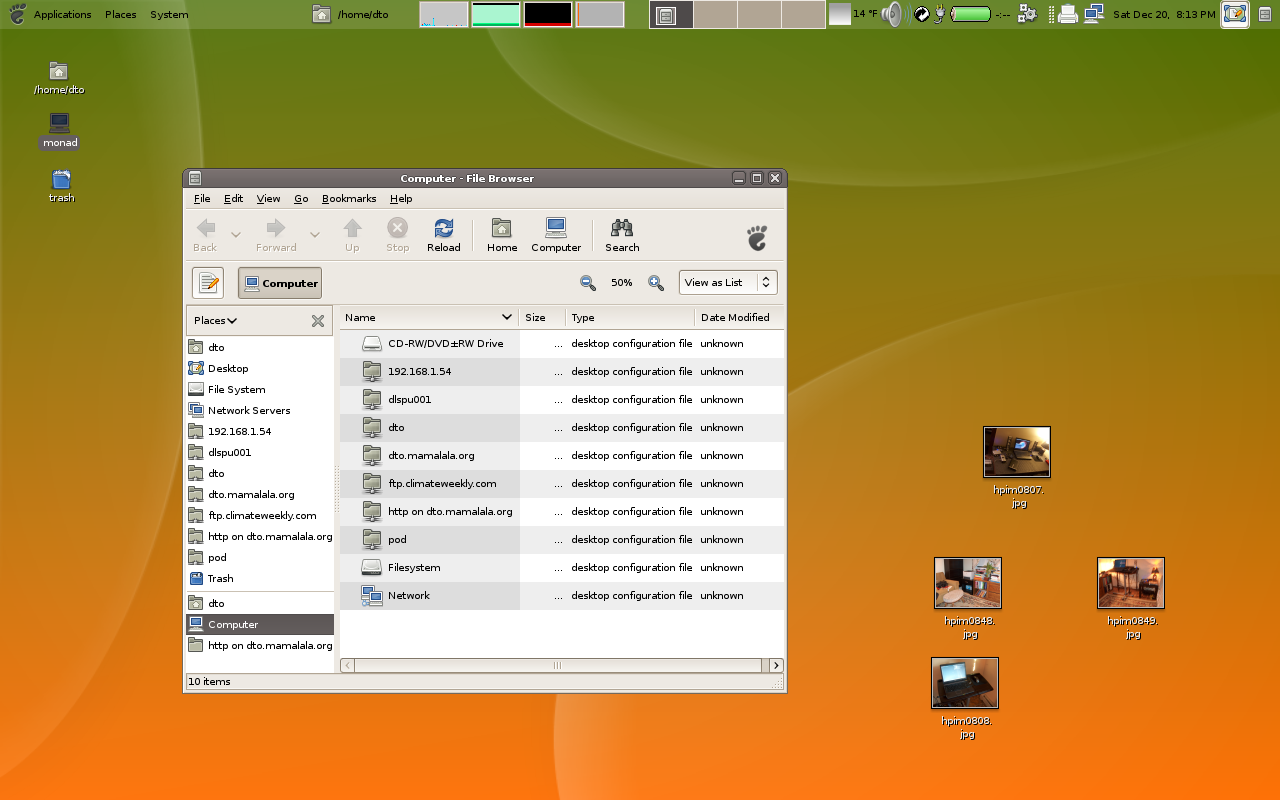 Applications Places System /home/dto 14 °F -:-- Sat Dec 20, 8:13 PM
/home/dto
monad
trash
Computer - File Browser
File Edit View Go Bookmarks Help
Back Forward Up Stop Reload Home Computer Search
Computer 50% View as List
Places
dto
Desktop
File System
Network Servers
192.168.1.54
dlspu001
dto
dto.mamalala.org
ftp.climateweekly.com
http on dto.mamalala.org
pod
Trash
dto
Computer
http on dto.mamalala.org
Name Size Type Date Modified
CD-RW/DVD±RW Drive ... desktop configuration file unknown
192.168.1.54 ... desktop configuration file unknown
dlspu001 ... desktop configuration file unknown
dto ... desktop configuration file unknown
dto.mamalala.org ... desktop configuration file unknown
ftp.climateweekly.com ... desktop configuration file unknown
http on dto.mamalala.org ... desktop configuration file unknown
pod ... desktop configuration file unknown
Filesystem ... desktop configuration file unknown
Network ... desktop configuration file unknown
10 items
hpim0807.
jpg
hpim0848.
jpg
hpim0849.
jpg
hpim0808.
jpg